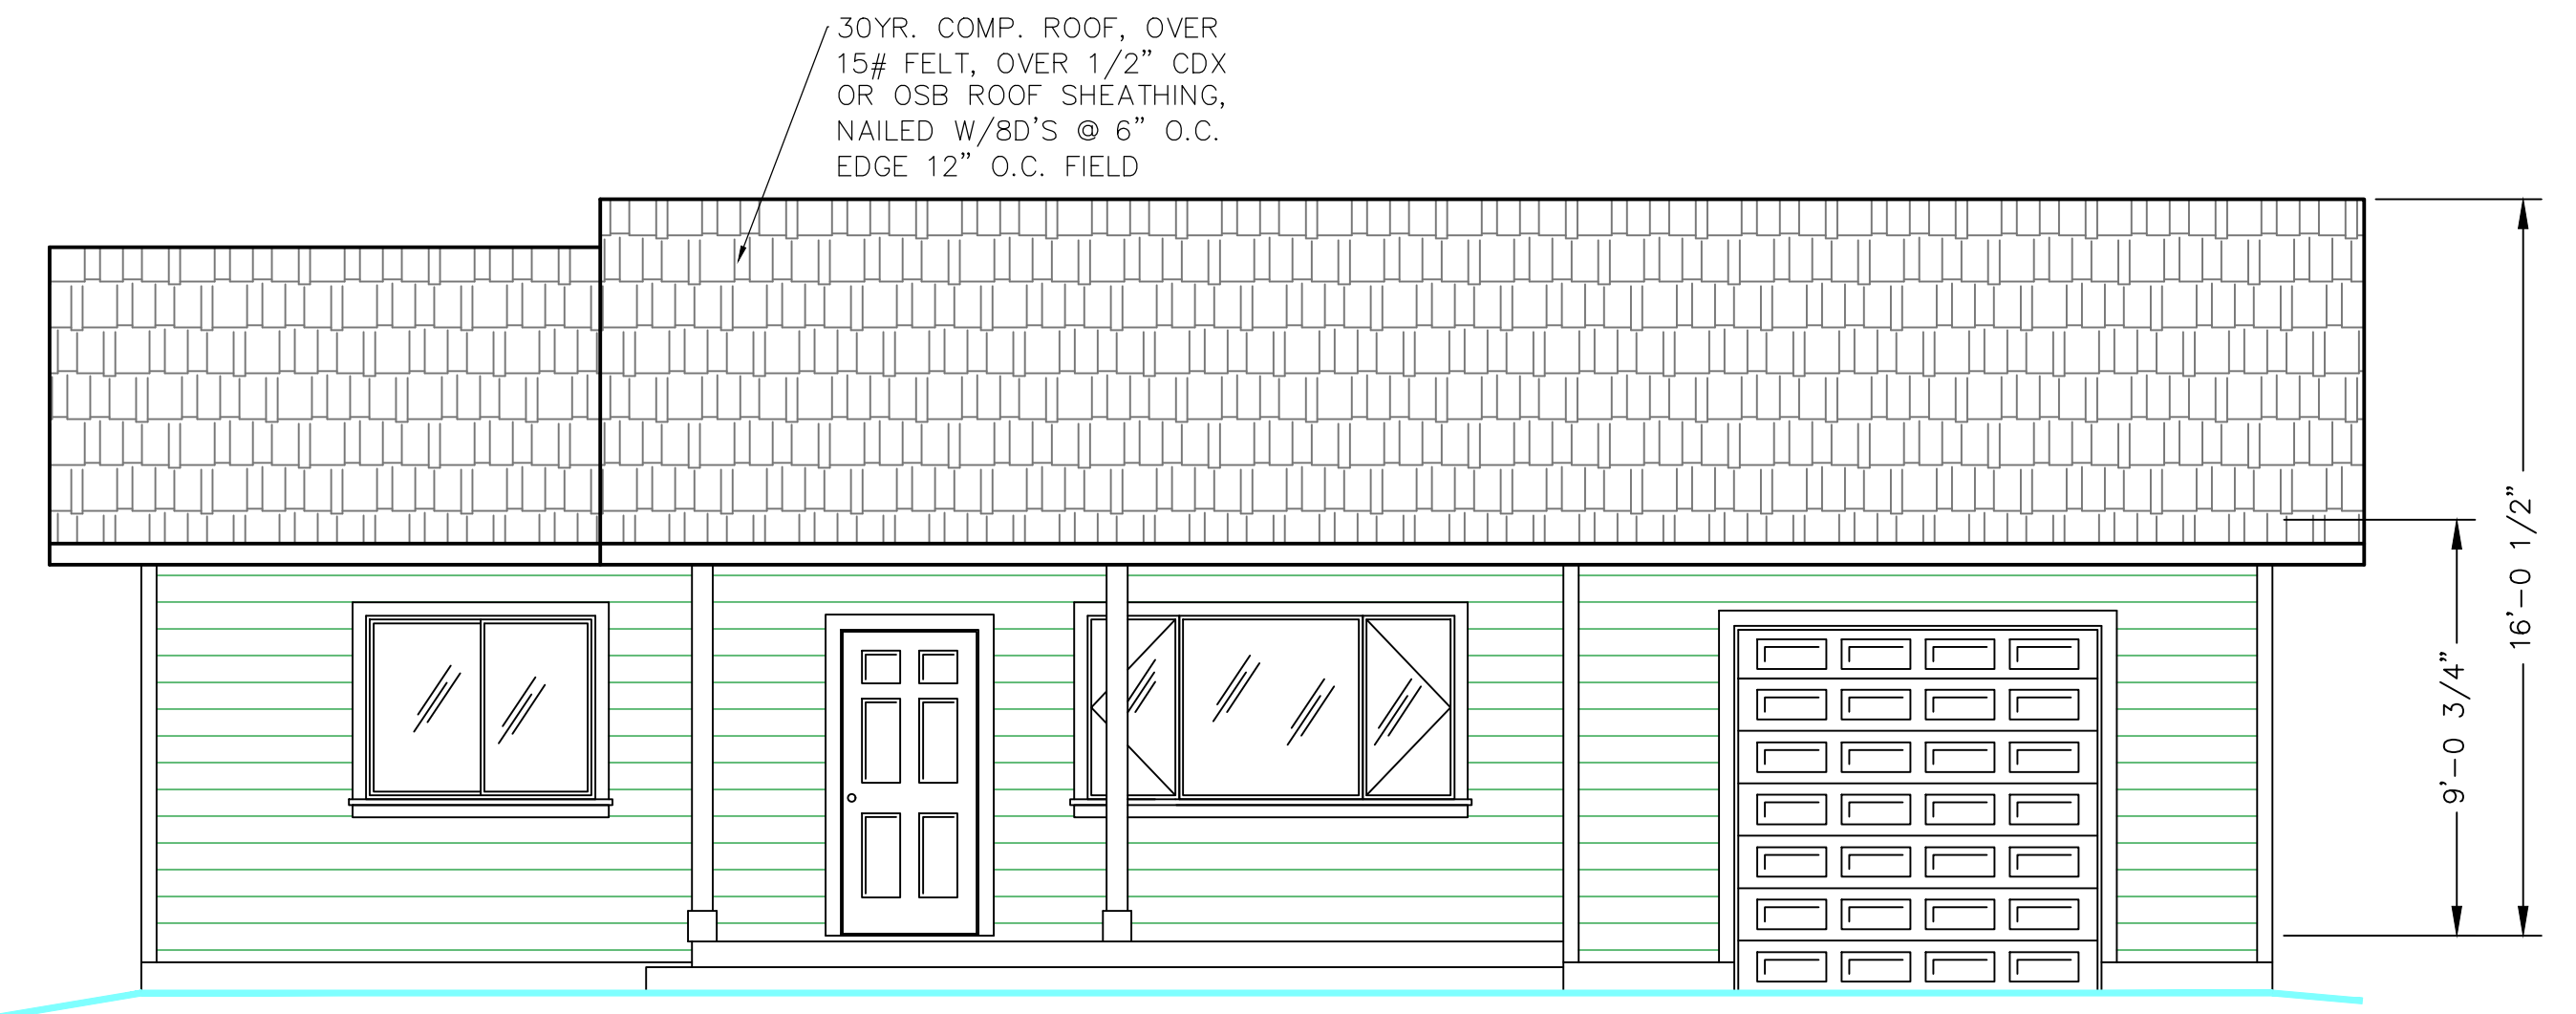 30YR. COMP. ROOF, OVER
15# FELT, OVER 1/2” CDX
OR OSB ROOF SHEATHING,
NAILED W/8D’S @ 6” O.C.
EDGE 12” O.C. FIELD
9’-0 3/4”
16’-0 1/2”